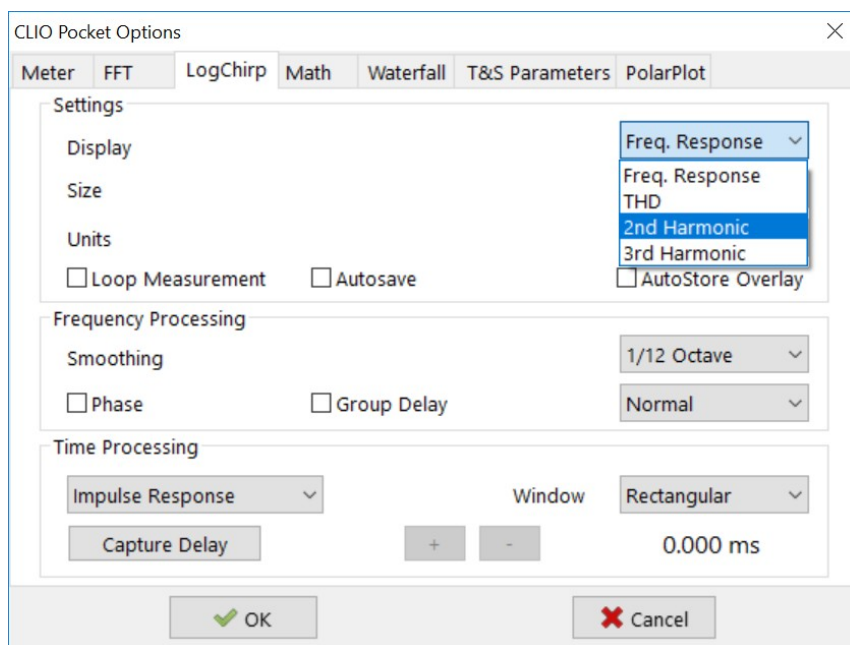 CLIO Pocket Options
Meter FFT LogChirp Math Waterfall T&S Parameters PolarPlot
Settings
Display Freq. Response
Freq. Response
Size
THD
2nd Harmonic
Units
3rd Harmonic
Loop Measurement Autosave AutoStore Overlay
Frequency Processing
Smoothing 1/12 Octave
Phase Group Delay Normal
Time Processing
Impulse Response Window Rectangular
Capture Delay + - 0.000 ms
OK Cancel